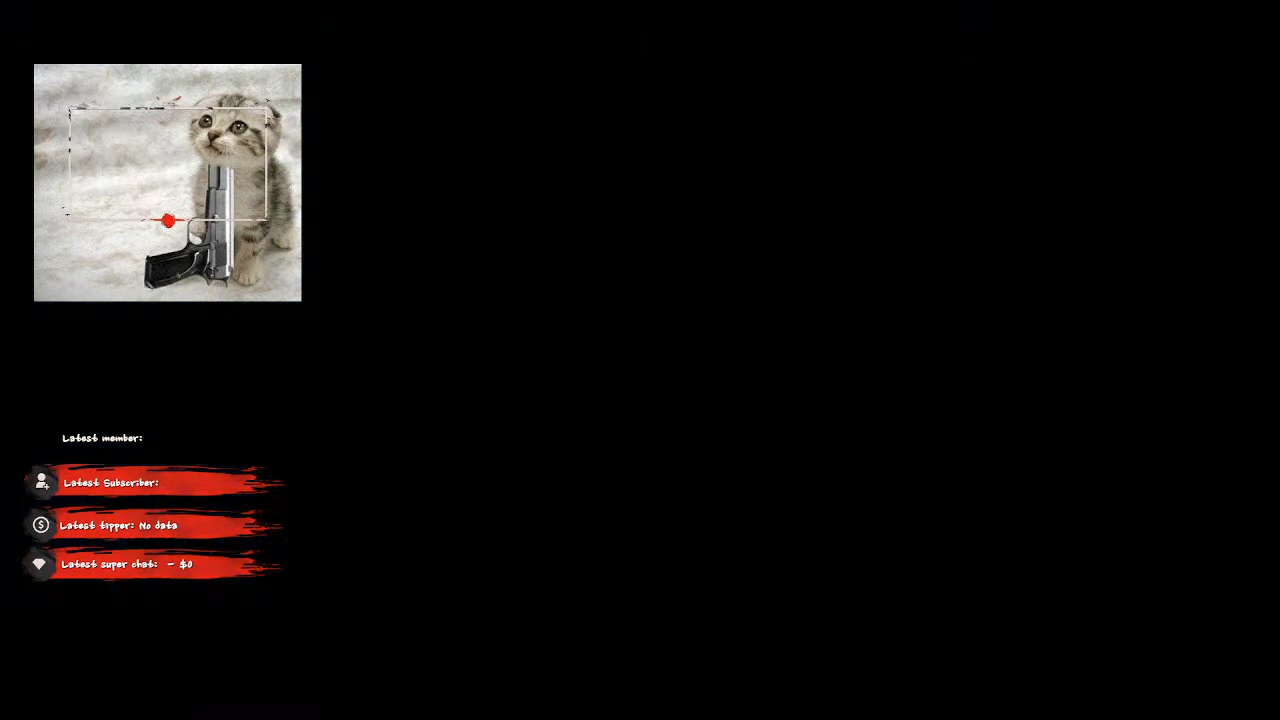 Latest member:
Latest Subscriber:
Latest tipper: No data
Latest super chat: - $0